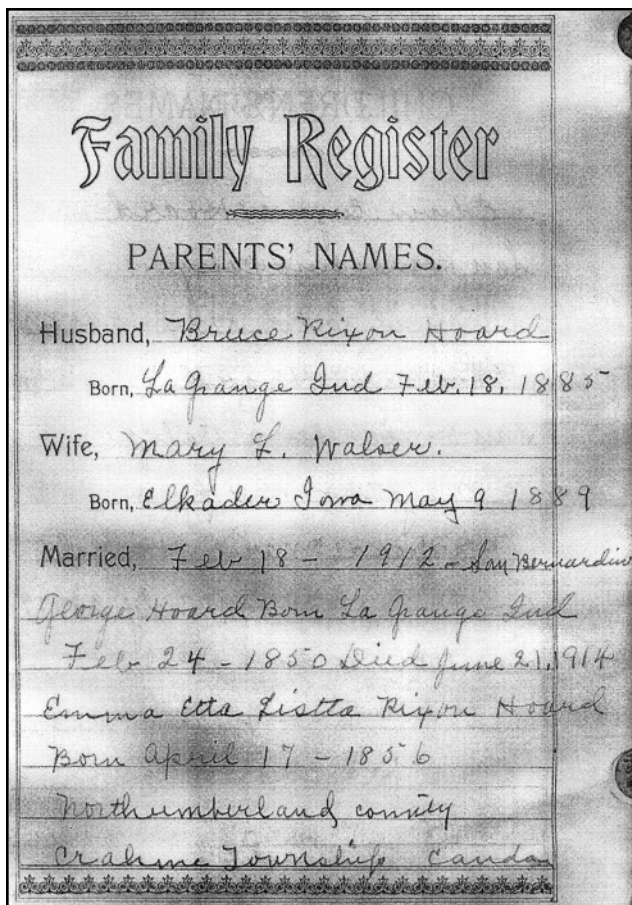 Family Register
PARENTS' NAMES.
Husband, Bruce Rixon Hoard
Born, La Grange Ind Feb. 18, 1885
Wife, Mary L. Walser.
Born, Elkader Iowa May 9 1889
Married, Feb 18 - 1912 - San Bernardino
George Hoard Born La Grange Ind
Feb 24 - 1850 Died June 21, 1914
Emma Etta Rixon Hoard
Born April 17 - 1856
Northumberland county
Crahme Township Canda